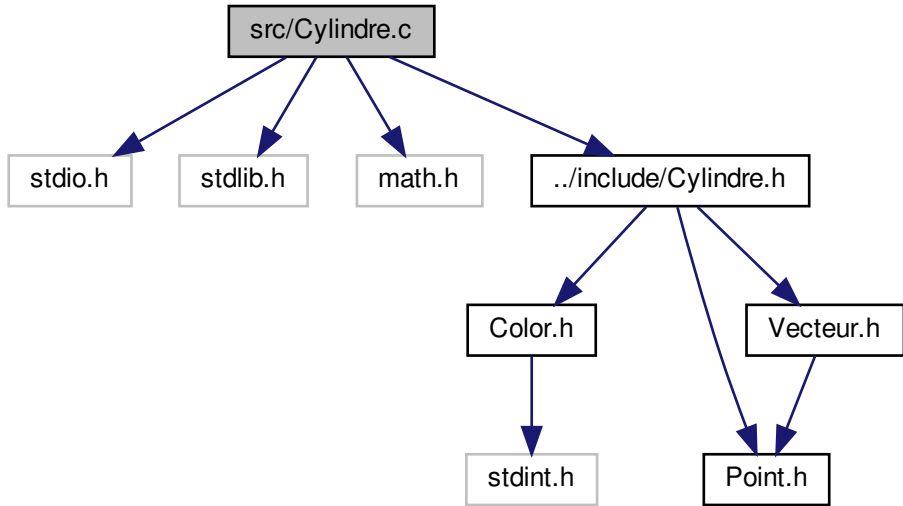 src/Cylindre.c
stdio.h
stdlib.h
math.h
../include/Cylindre.h
Color.h
Vecteur.h
stdint.h
Point.h